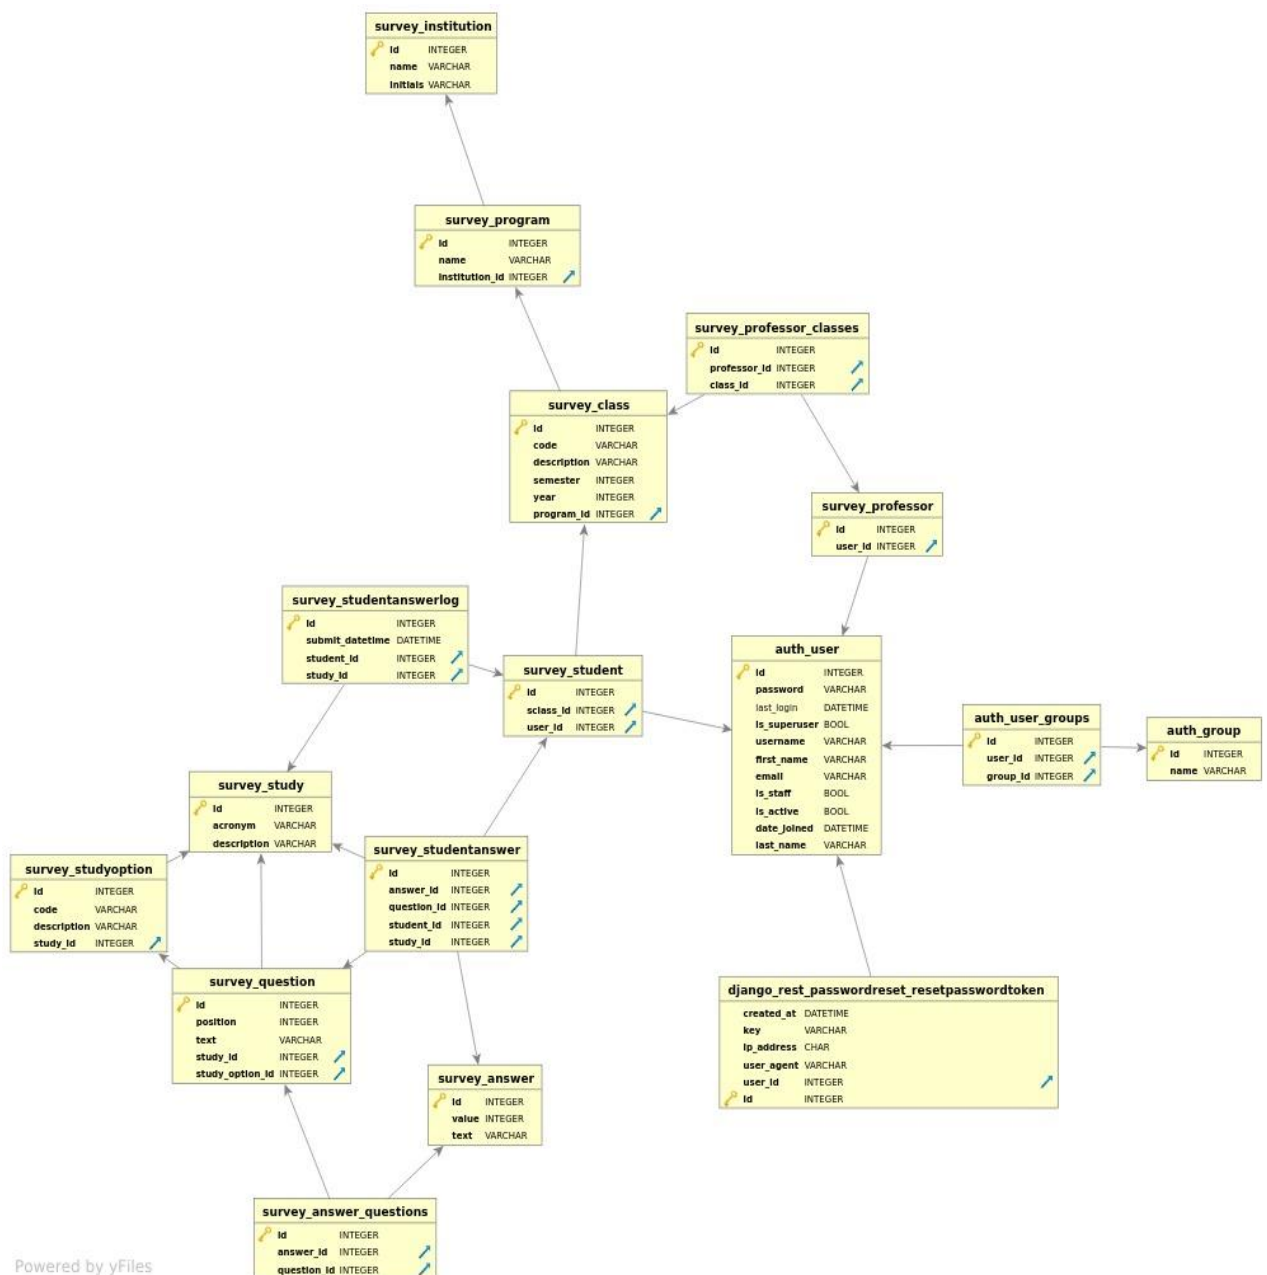 survey_institution
Id INTEGER
name VARCHAR
initials VARCHAR
survey_program
Id INTEGER
name VARCHAR
institution_id INTEGER
survey_professor_classes
Id INTEGER
professor_id INTEGER
class_id INTEGER
survey_class
Id INTEGER
code VARCHAR
description VARCHAR
semester INTEGER
year INTEGER
program_id INTEGER
survey_professor
Id INTEGER
user_id INTEGER
survey_studentanswerlog
Id INTEGER
submit_datetime DATETIME
student_id INTEGER
study_id INTEGER
survey_student
Id INTEGER
sclass_id INTEGER
user_id INTEGER
auth_user
Id INTEGER
password VARCHAR
last_login DATETIME
is_superuser BOOL
username VARCHAR
first_name VARCHAR
email VARCHAR
is_staff BOOL
is_active BOOL
date_joined DATETIME
last_name VARCHAR
auth_user_groups
Id INTEGER
user_id INTEGER
group_id INTEGER
auth_group
Id INTEGER
name VARCHAR
survey_study
Id INTEGER
acronym VARCHAR
description VARCHAR
survey_studyoption
Id INTEGER
code VARCHAR
description VARCHAR
study_id INTEGER
survey_studentanswer
Id INTEGER
answer_id INTEGER
question_id INTEGER
student_id INTEGER
study_id INTEGER
survey_question
Id INTEGER
position INTEGER
text VARCHAR
study_id INTEGER
study_option_id INTEGER
django_rest_passwordreset_resetpasswordtoken
created_at DATETIME
key VARCHAR
ip_address CHAR
user_agent VARCHAR
user_id INTEGER
Id INTEGER
survey_answer
Id INTEGER
value INTEGER
text VARCHAR
survey_answer_questions
Id INTEGER
answer_id INTEGER
question_id INTEGER
Powered by yFiles